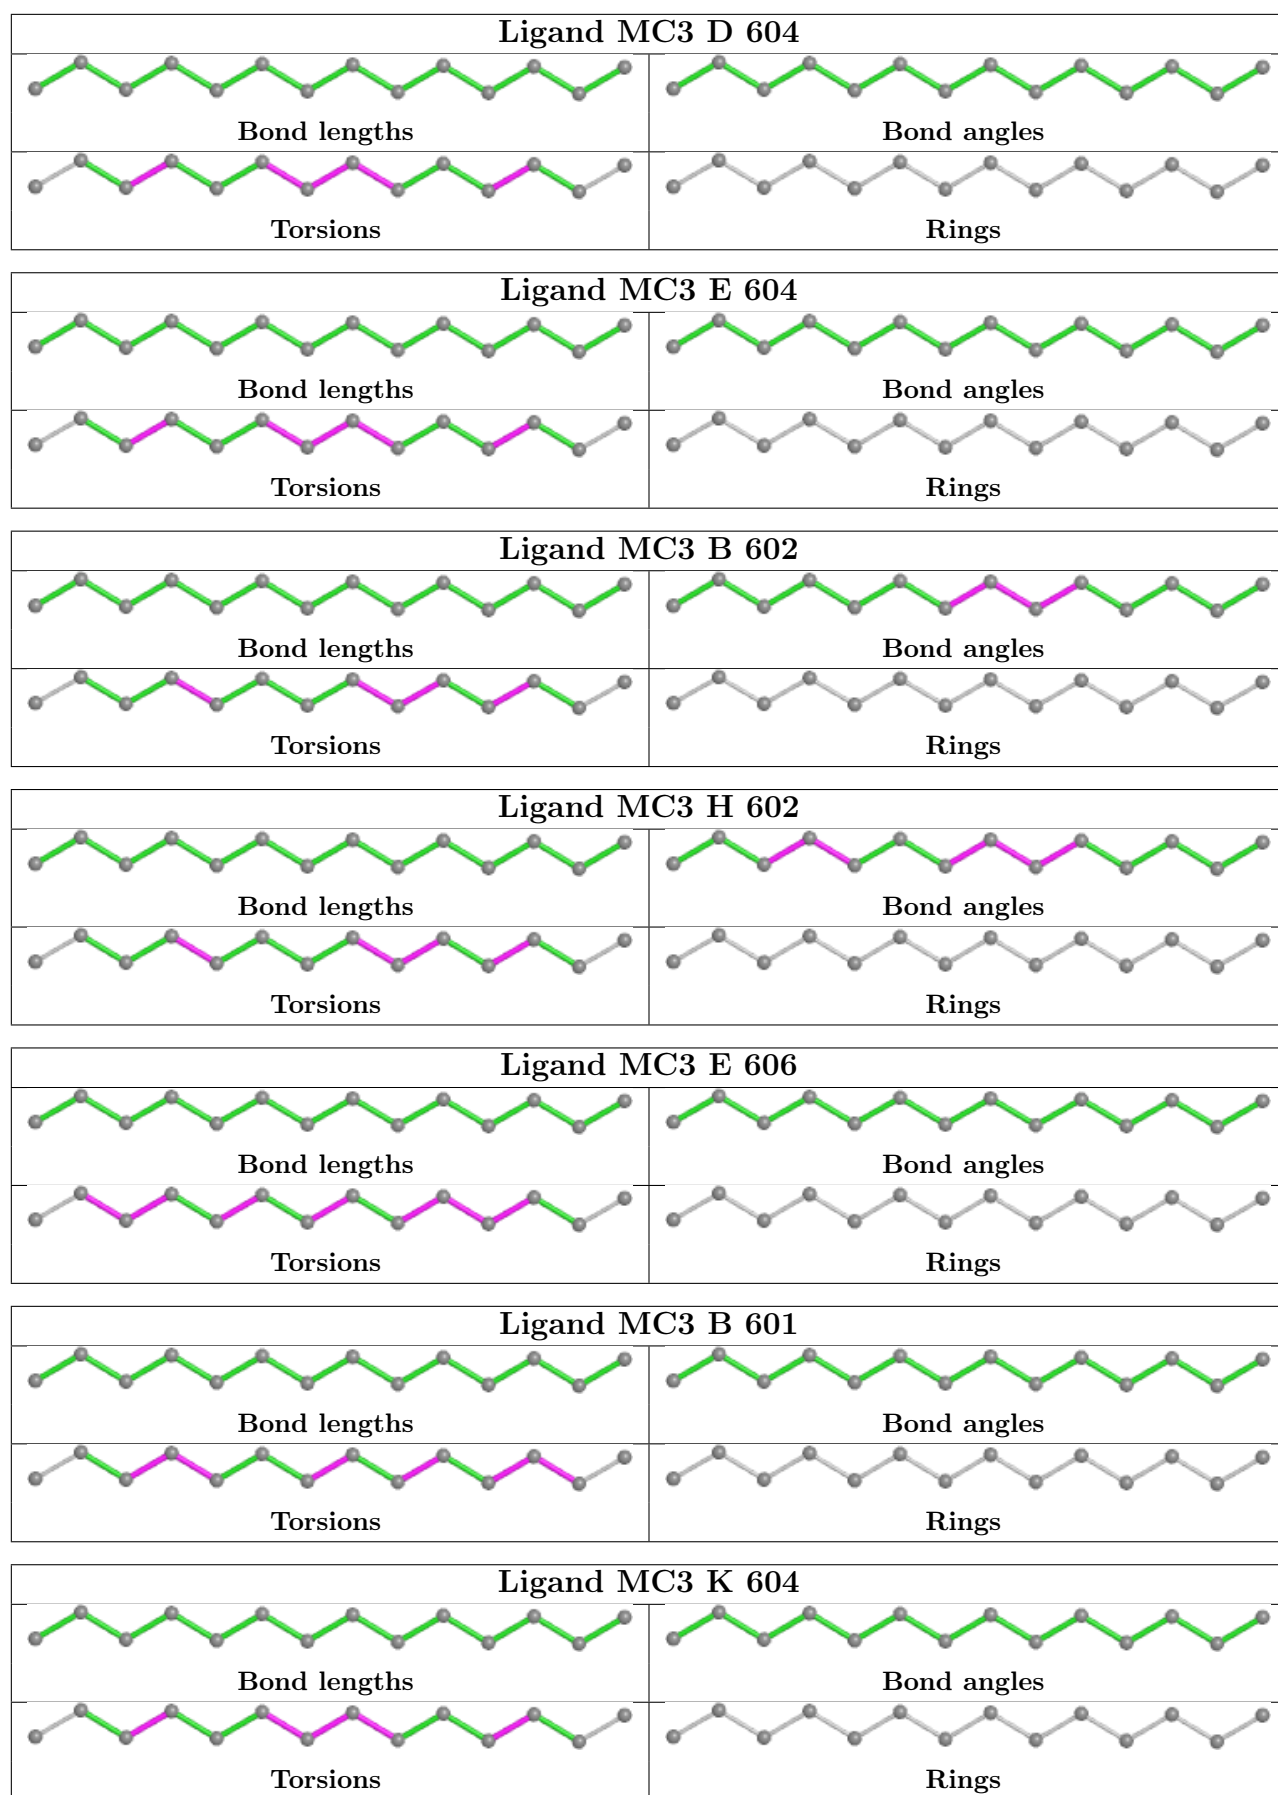 Ligand MC3 D 604
Bond lengths
Bond angles
Torsions
Rings
Ligand MC3 E 604
Bond lengths
Bond angles
Torsions
Rings
Ligand MC3 B 602
Bond lengths
Bond angles
Torsions
Rings
Ligand MC3 H 602
Bond lengths
Bond angles
Torsions
Rings
Ligand MC3 E 606
Bond lengths
Bond angles
Torsions
Rings
Ligand MC3 B 601
Bond lengths
Bond angles
Torsions
Rings
Ligand MC3 K 604
Bond lengths
Bond angles
Torsions
Rings